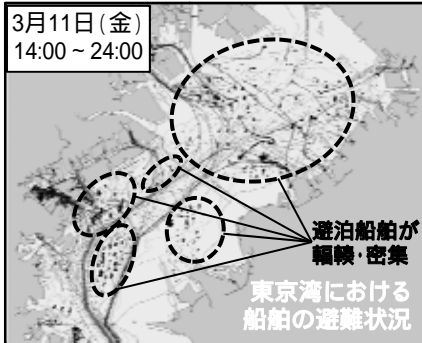 3月11日(金)
14:00 ~ 24:00
避泊船舶が
輻輳・密集
東京湾における
船舶の避難状況